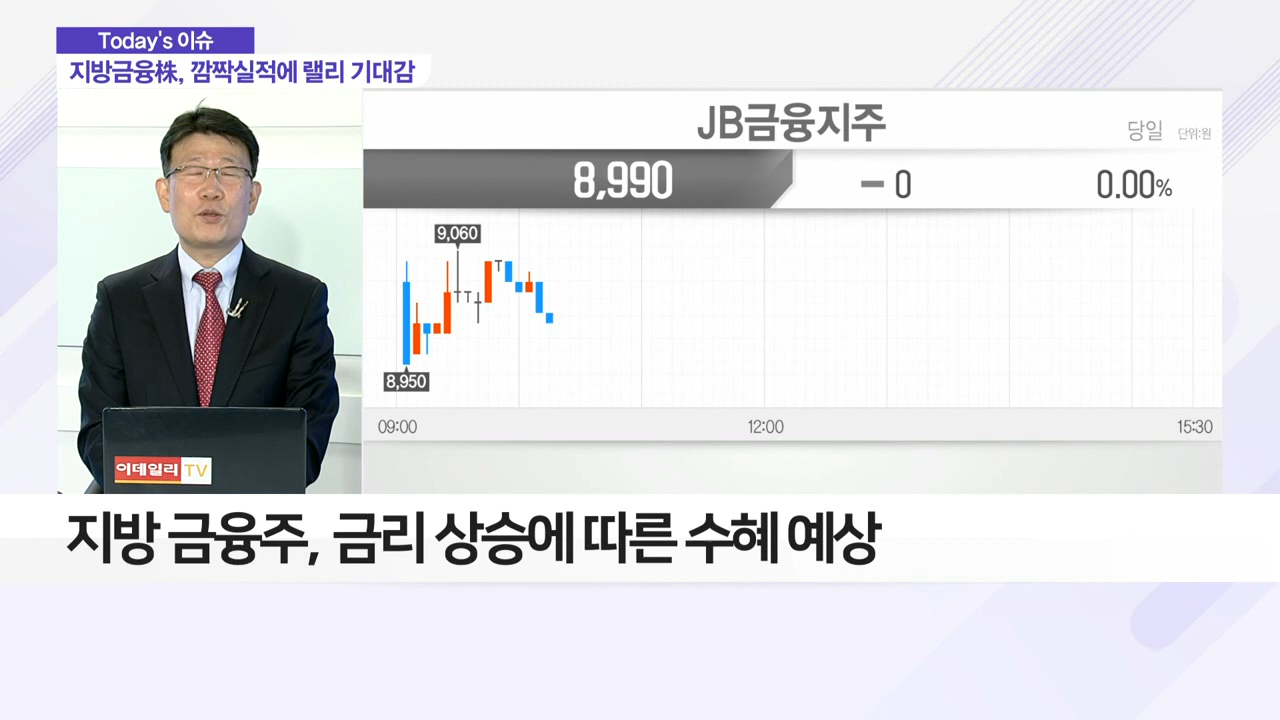 Today's 이슈
지방금융株, 깜짝실적에 랠리 기대감
JB금융지주
당일 단위:원
8,990 0 0.00%
9,060
8,950
09:00 12:00 15:30
이데일리 TV
지방 금융주, 금리 상승에 따른 수혜 예상